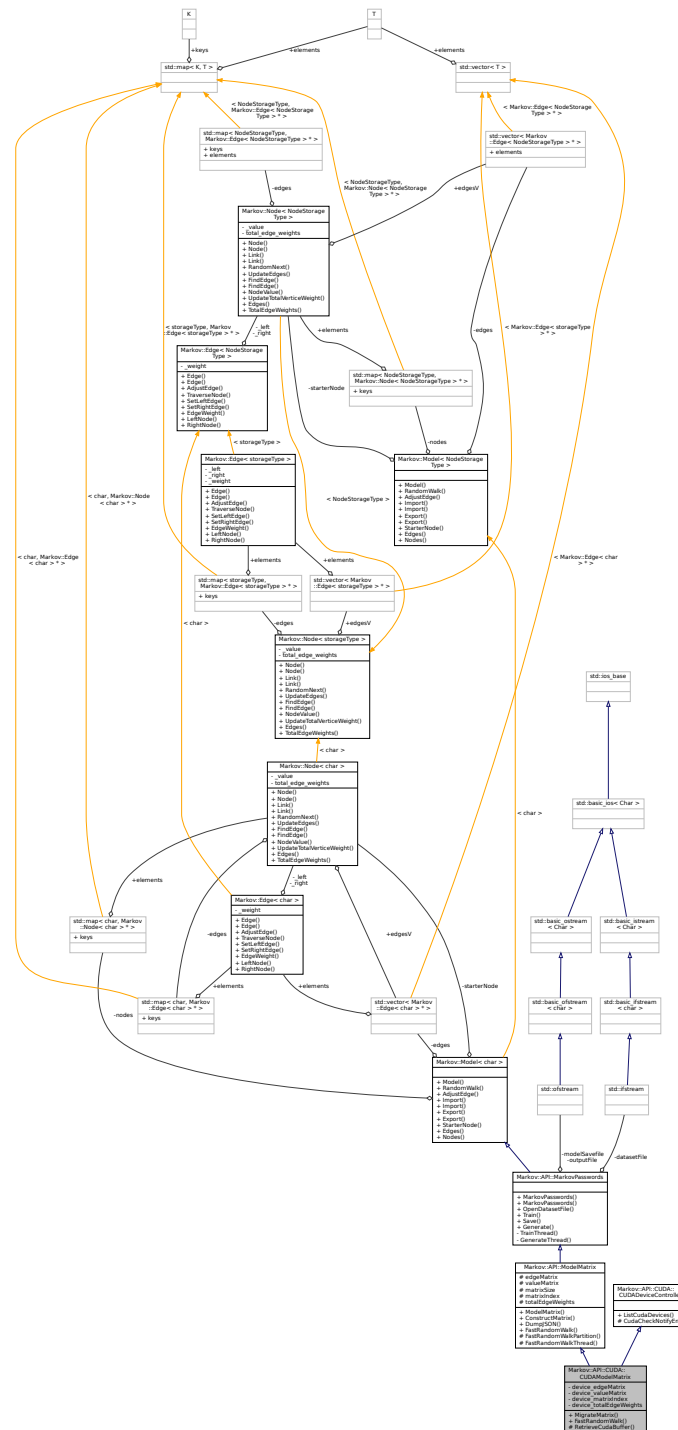 K
T
+keys
+elements
+elements
std::map< K, T >
std::vector< T >
< NodeStorageType,
Markov::Edge< NodeStorage
Type > * >
< Markov::Edge< NodeStorage
Type > * >
std::map< NodeStorageType,
Markov::Edge< NodeStorageType > * >
+ keys
+ elements
std::vector< Markov
::Edge< NodeStorageType > * >
+ elements
< NodeStorageType,
Markov::Node< NodeStorage
Type > * >
-edges
+edgesV
Markov::Node< NodeStorage
Type >
- _value
- total_edge_weights
+ Node()
+ Node()
+ Link()
+ Link()
+ RandomNext()
+ UpdateEdges()
+ FindEdge()
+ FindEdge()
+ NodeValue()
+ UpdateTotalVerticeWeight()
+ Edges()
+ TotalEdgeWeights()
< storageType, Markov
::Edge< storageType > * >
-_left
-_right
+elements
-edges
< Markov::Edge< storageType
> * >
Markov::Edge< NodeStorage
Type >
- _weight
+ Edge()
+ Edge()
+ AdjustEdge()
+ TraverseNode()
+ SetLeftEdge()
+ SetRightEdge()
+ EdgeWeight()
+ LeftNode()
+ RightNode()
-starterNode
std::map< NodeStorageType,
Markov::Node< NodeStorageType > * >
+ keys
< storageType >
-nodes
Markov::Edge< storageType >
- _left
- _right
- _weight
+ Edge()
+ Edge()
+ AdjustEdge()
+ TraverseNode()
+ SetLeftEdge()
+ SetRightEdge()
+ EdgeWeight()
+ LeftNode()
+ RightNode()
Markov::Model< NodeStorage
Type >
+ Model()
+ RandomWalk()
+ AdjustEdge()
+ Import()
+ Import()
+ Export()
+ Export()
+ StarterNode()
+ Edges()
+ Nodes()
< char, Markov::Node
< char > * >
< NodeStorageType >
< char, Markov::Edge
< char > * >
+elements
+elements
< Markov::Edge< char
> * >
std::map< storageType,
Markov::Edge< storageType > * >
+ keys
std::vector< Markov
::Edge< storageType > * >
< char >
-edges
+edgesV
Markov::Node< storageType >
- _value
- total_edge_weights
+ Node()
+ Node()
+ Link()
+ Link()
+ RandomNext()
+ UpdateEdges()
+ FindEdge()
+ FindEdge()
+ NodeValue()
+ UpdateTotalVerticeWeight()
+ Edges()
+ TotalEdgeWeights()
std::ios_base
< char >
Markov::Node< char >
- _value
- total_edge_weights
+ Node()
+ Node()
+ Link()
+ Link()
+ RandomNext()
+ UpdateEdges()
+ FindEdge()
+ FindEdge()
+ NodeValue()
+ UpdateTotalVerticeWeight()
+ Edges()
+ TotalEdgeWeights()
std::basic_ios< Char >
< char >
+elements
-_left
-_right
Markov::Edge< char >
- _weight
+ Edge()
+ Edge()
+ AdjustEdge()
+ TraverseNode()
+ SetLeftEdge()
+ SetRightEdge()
+ EdgeWeight()
+ LeftNode()
+ RightNode()
std::map< char, Markov
::Node< char > * >
+ keys
-edges
+edgesV
std::basic_ostream
< Char >
std::basic_istream
< Char >
+elements
+elements
-starterNode
std::map< char, Markov
::Edge< char > * >
+ keys
std::vector< Markov
::Edge< char > * >
std::basic_ofstream
< char >
std::basic_ifstream
< char >
-nodes
-edges
Markov::Model< char >
+ Model()
+ RandomWalk()
+ AdjustEdge()
+ Import()
+ Import()
+ Export()
+ Export()
+ StarterNode()
+ Edges()
+ Nodes()
std::ofstream
std::ifstream
-modelSavefile
-outputFile
-datasetFile
Markov::API::MarkovPasswords
+ MarkovPasswords()
+ MarkovPasswords()
+ OpenDatasetFile()
+ Train()
+ Save()
+ Generate()
- TrainThread()
- GenerateThread()
Markov::API::ModelMatrix
# edgeMatrix
# valueMatrix
# matrixSize
# matrixIndex
# totalEdgeWeights
+ ModelMatrix()
+ ConstructMatrix()
+ DumpJSON()
+ FastRandomWalk()
# FastRandomWalkPartition()
# FastRandomWalkThread()
Markov::API::CUDA::
CUDADeviceControlle
+ ListCudaDevices()
# CudaCheckNotifyEr
Markov::API::CUDA::
CUDAModelMatrix
- device_edgeMatrix
- device_valueMatrix
- device_matrixIndex
- device_totalEdgeWeights
+ MigrateMatrix()
+ FastRandomWalk()
# RetrieveCudaBuffer()